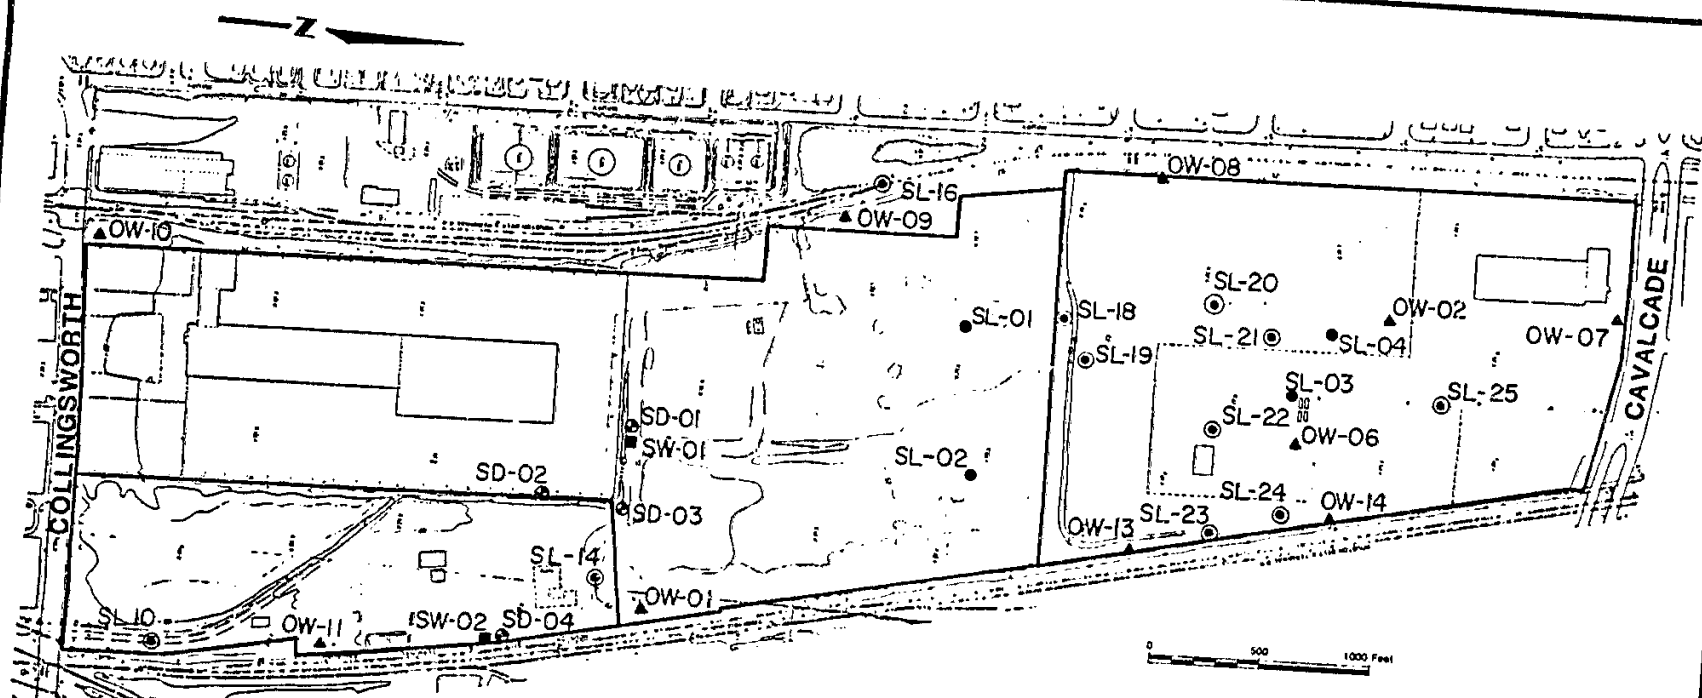 N
OW-08
SL-16
OW-09
OW-10
SL-20
SL-01
SL-18
OW-02
SL-21
SL-04
OW-07
SL-19
COLLINGSWORTH
CAVALCADE
SL-03
SL-25
SD-01
SL-22
SW-01
OW-06
SL-02
SD-02
SL-24
SD-03
OW-14
SL-23
OW-13
SL-14
OW-01
SL-10
OW-11
SW-02
SD-04
0 500 1000 Feet